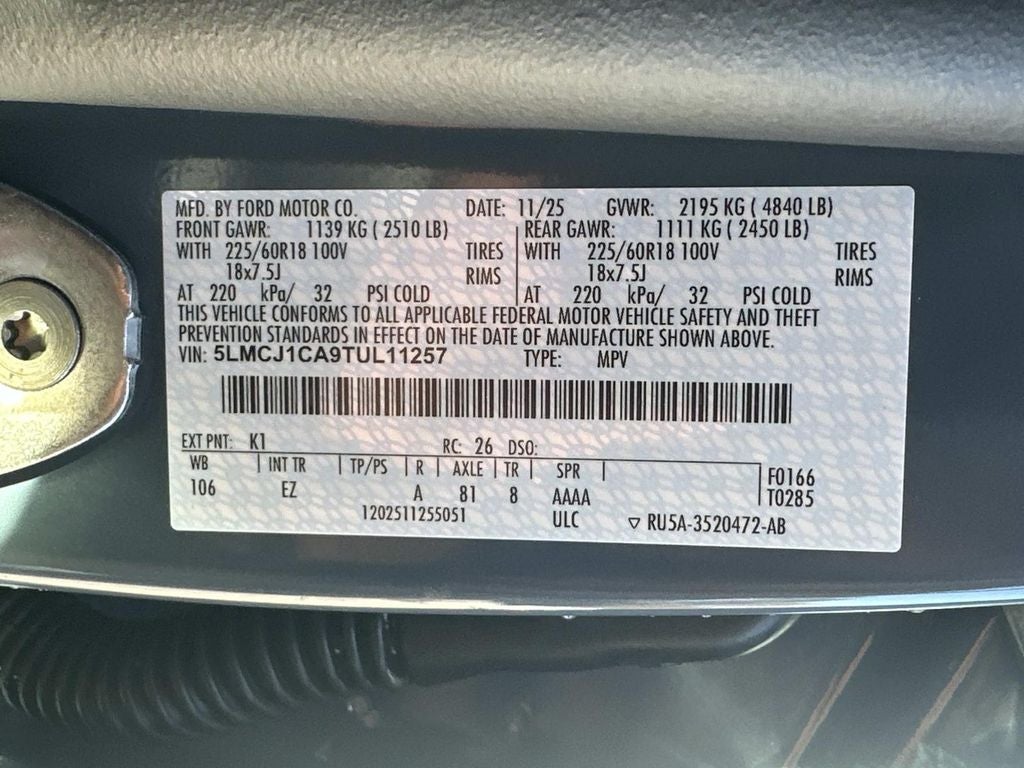 MFD. BY FORD MOTOR CO. DATE: 11/25 GVWR: 2195 KG ( 4840 LB)
FRONT GAWR: 1139 KG ( 2510 LB) REAR GAWR: 1111 KG ( 2450 LB)
WITH 225/60R18 100V TIRES WITH 225/60R18 100V TIRES
18x7.5J RIMS 18x7.5J RIMS
AT 220 kPa/ 32 PSI COLD AT 220 kPa/ 32 PSI COLD
THIS VEHICLE CONFORMS TO ALL APPLICABLE FEDERAL MOTOR VEHICLE SAFETY AND THEFT
PREVENTION STANDARDS IN EFFECT ON THE DATE OF MANUFACTURE SHOWN ABOVE.
VIN: 5LMCJ1CA9TUL11257 TYPE: MPV
EXT PNT: K1 RC: 26 DSO:
WB INT TR TP/PS R AXLE TR SPR F0166
106 EZ A 81 8 AAAA T0285
1202511255051 ULC ▽ RU5A-3520472-AB